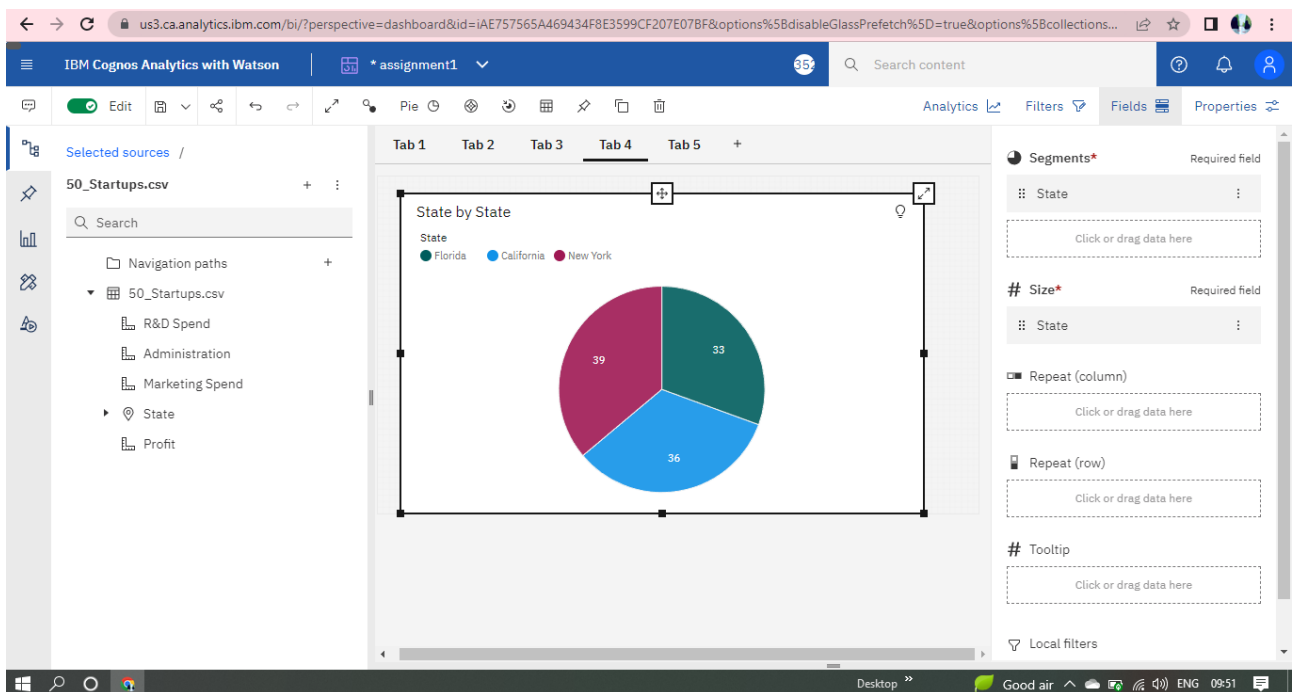 us3.ca.analytics.ibm.com/bi/?perspective=dashboard&id=iAE757565A469434F8E3599CF207E07BF&options%5BdisableGlassPrefetch%5D=true&options%5Bcollections...
IBM Cognos Analytics with Watson
* assignment1
Search content
Edit
Pie
Analytics
Filters
Fields
Properties
Selected sources /
50_Startups.csv
Search
Navigation paths
50_Startups.csv
R&D Spend
Administration
Marketing Spend
State
Profit
Tab 1
Tab 2
Tab 3
Tab 4
Tab 5
+
State by State
State
Florida
California
New York
33
36
39
Segments*
Required field
State
Click or drag data here
# Size*
Required field
State
Repeat (column)
Click or drag data here
Repeat (row)
Click or drag data here
# Tooltip
Click or drag data here
Local filters
Desktop
Good air
ENG
09:51